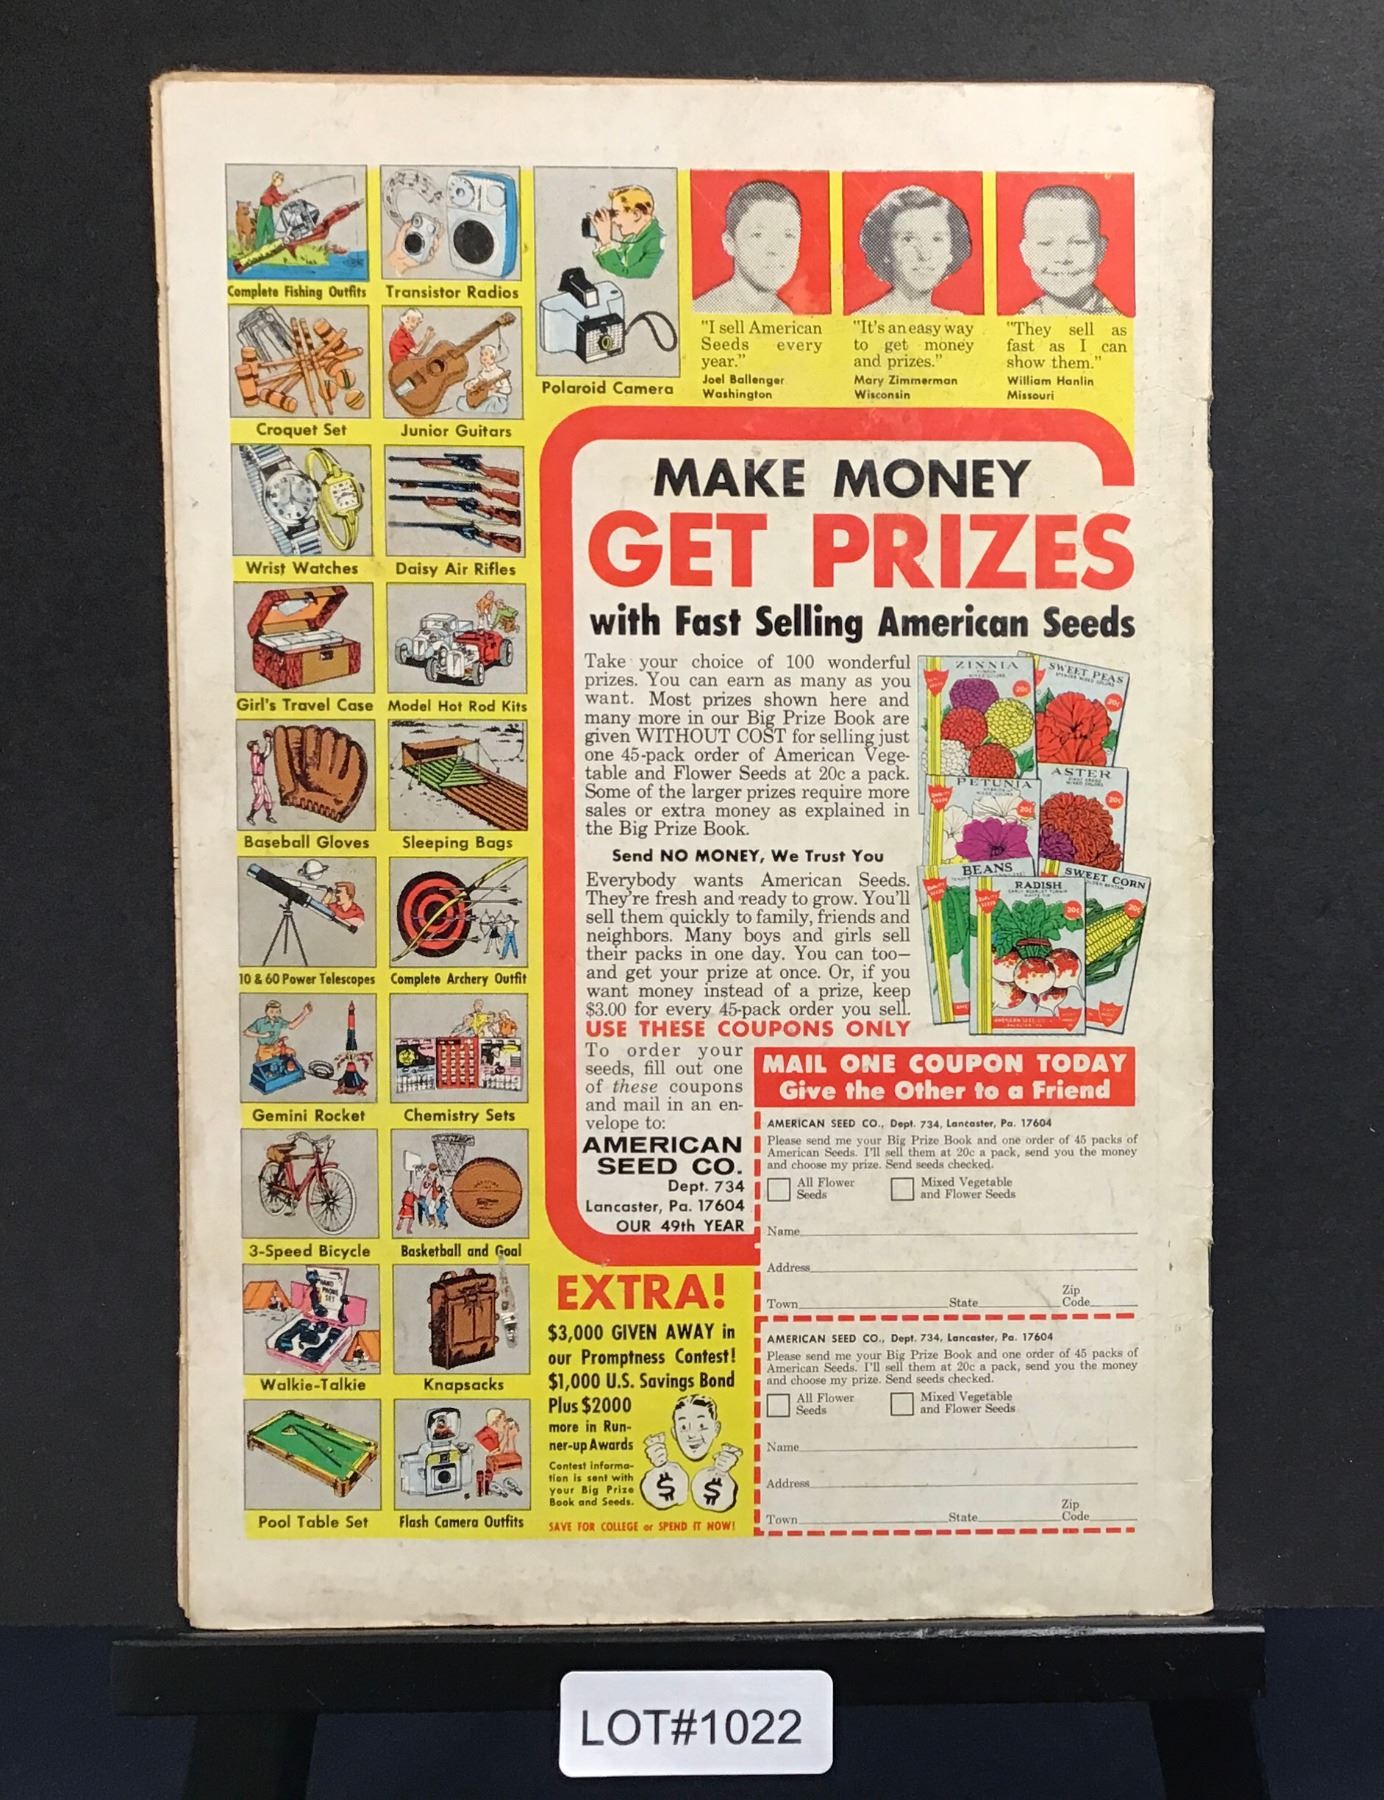 Complete Fishing Outfits
Transistor Radios
Polaroid Camera
Croquet Set
Junior Guitars
Wrist Watches
Daisy Air Rifles
Girl's Travel Case
Model Hot Rod Kits
Baseball Gloves
Sleeping Bags
10 & 60 Power Telescopes
Complete Archery Outfit
Gemini Rocket
Chemistry Sets
3-Speed Bicycle
Basketball and Goal
HAND
PHONE
SET
Walkie-Talkie
Knapsacks
Pool Table Set
Flash Camera Outfits
"I sell American
Seeds every
year."
Joel Ballenger
Washington
"It's an easy way
to get money
and prizes."
Mary Zimmerman
Wisconsin
"They sell as
fast as I can
show them."
William Hanlin
Missouri
MAKE MONEY
GET PRIZES
with Fast Selling American Seeds
Take your choice of 100 wonderful
prizes. You can earn as many as you
want. Most prizes shown here and
many more in our Big Prize Book are
given WITHOUT COST for selling just
one 45-pack order of American Vege-
table and Flower Seeds at 20c a pack.
Some of the larger prizes require more
sales or extra money as explained in
the Big Prize Book.
Send NO MONEY, We Trust You
Everybody wants American Seeds.
They're fresh and ready to grow. You'll
sell them quickly to family, friends and
neighbors. Many boys and girls sell
their packs in one day. You can too—
and get your prize at once. Or, if you
want money instead of a prize, keep
$3.00 for every 45-pack order you sell.
USE THESE COUPONS ONLY
To order your
seeds, fill out one
of these coupons
and mail in an en-
velope to:
AMERICAN
SEED CO.
Dept. 734
Lancaster, Pa. 17604
OUR 49th YEAR
ZINNIA
20c
SWEET PEAS
20c
PETUNIA
20c
ASTER
20c
BEANS
RADISH
20c
SWEET CORN
20c
MAIL ONE COUPON TODAY
Give the Other to a Friend
AMERICAN SEED CO., Dept. 734, Lancaster, Pa. 17604
Please send me your Big Prize Book and one order of 45 packs of
American Seeds. I'll sell them at 20c a pack, send you the money
and choose my prize. Send seeds checked.
All Flower
Seeds
Mixed Vegetable
and Flower Seeds
Name
Address
Town State Zip Code
AMERICAN SEED CO., Dept. 734, Lancaster, Pa. 17604
Please send me your Big Prize Book and one order of 45 packs of
American Seeds. I'll sell them at 20c a pack, send you the money
and choose my prize. Send seeds checked.
All Flower
Seeds
Mixed Vegetable
and Flower Seeds
Name
Address
Town State Zip Code
EXTRA!
$3,000 GIVEN AWAY in
our Promptness Contest!
$1,000 U.S. Savings Bond
Plus $2000
more in Run-
ner-up Awards
Contest informa-
tion is sent with
your Big Prize
Book and Seeds.
$ $
SAVE FOR COLLEGE or SPEND IT NOW!
LOT#1022